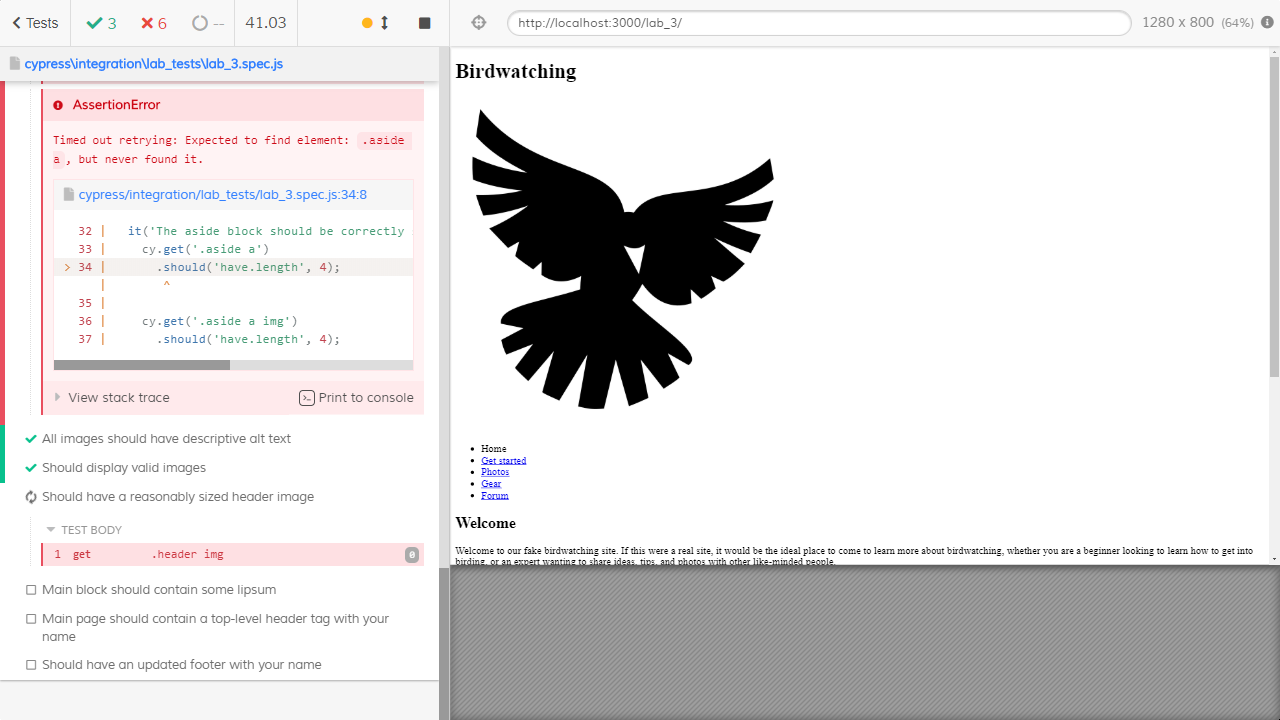 Tests
3
6
--
41.03
http://localhost:3000/lab_3/
1280 x 800 (64%)
cypress\integration\lab_tests\lab_3.spec.js
AssertionError
Timed out retrying: Expected to find element: .aside
a, but never found it.
cypress/integration/lab_tests/lab_3.spec.js:34:8
32 |   it('The aside block should be correctly
33 |     cy.get('.aside a')
> 34 |       .should('have.length', 4);
|        ^
35 |
36 |     cy.get('.aside a img')
37 |       .should('have.length', 4);
View stack trace
Print to console
All images should have descriptive alt text
Should display valid images
Should have a reasonably sized header image
TEST BODY
1 get .header img 0
Main block should contain some lipsum
Main page should contain a top-level header tag with your
name
Should have an updated footer with your name
Birdwatching
Home
Get started
Photos
Gear
Forum
Welcome
Welcome to our fake birdwatching site. If this were a real site, it would be the ideal place to come to learn more about birdwatching, whether you are a beginner looking to learn how to get into
birding, or an expert wanting to share ideas, tips, and photos with other like-minded people.